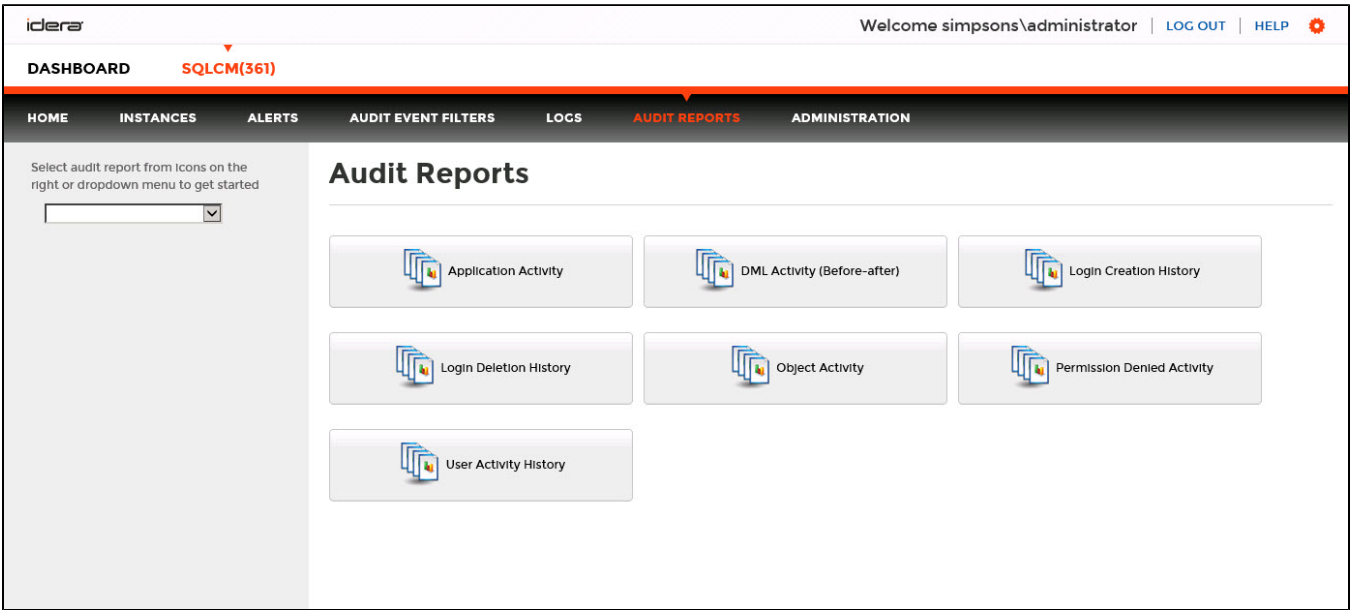 idera
Welcome simpsons\administrator | LOG OUT | HELP
DASHBOARD SQLCM(361)
HOME INSTANCES ALERTS AUDIT EVENT FILTERS LOGS AUDIT REPORTS ADMINISTRATION
Select audit report from icons on the
right or dropdown menu to get started
Audit Reports
Application Activity
DML Activity (Before-after)
Login Creation History
Login Deletion History
Object Activity
Permission Denied Activity
User Activity History